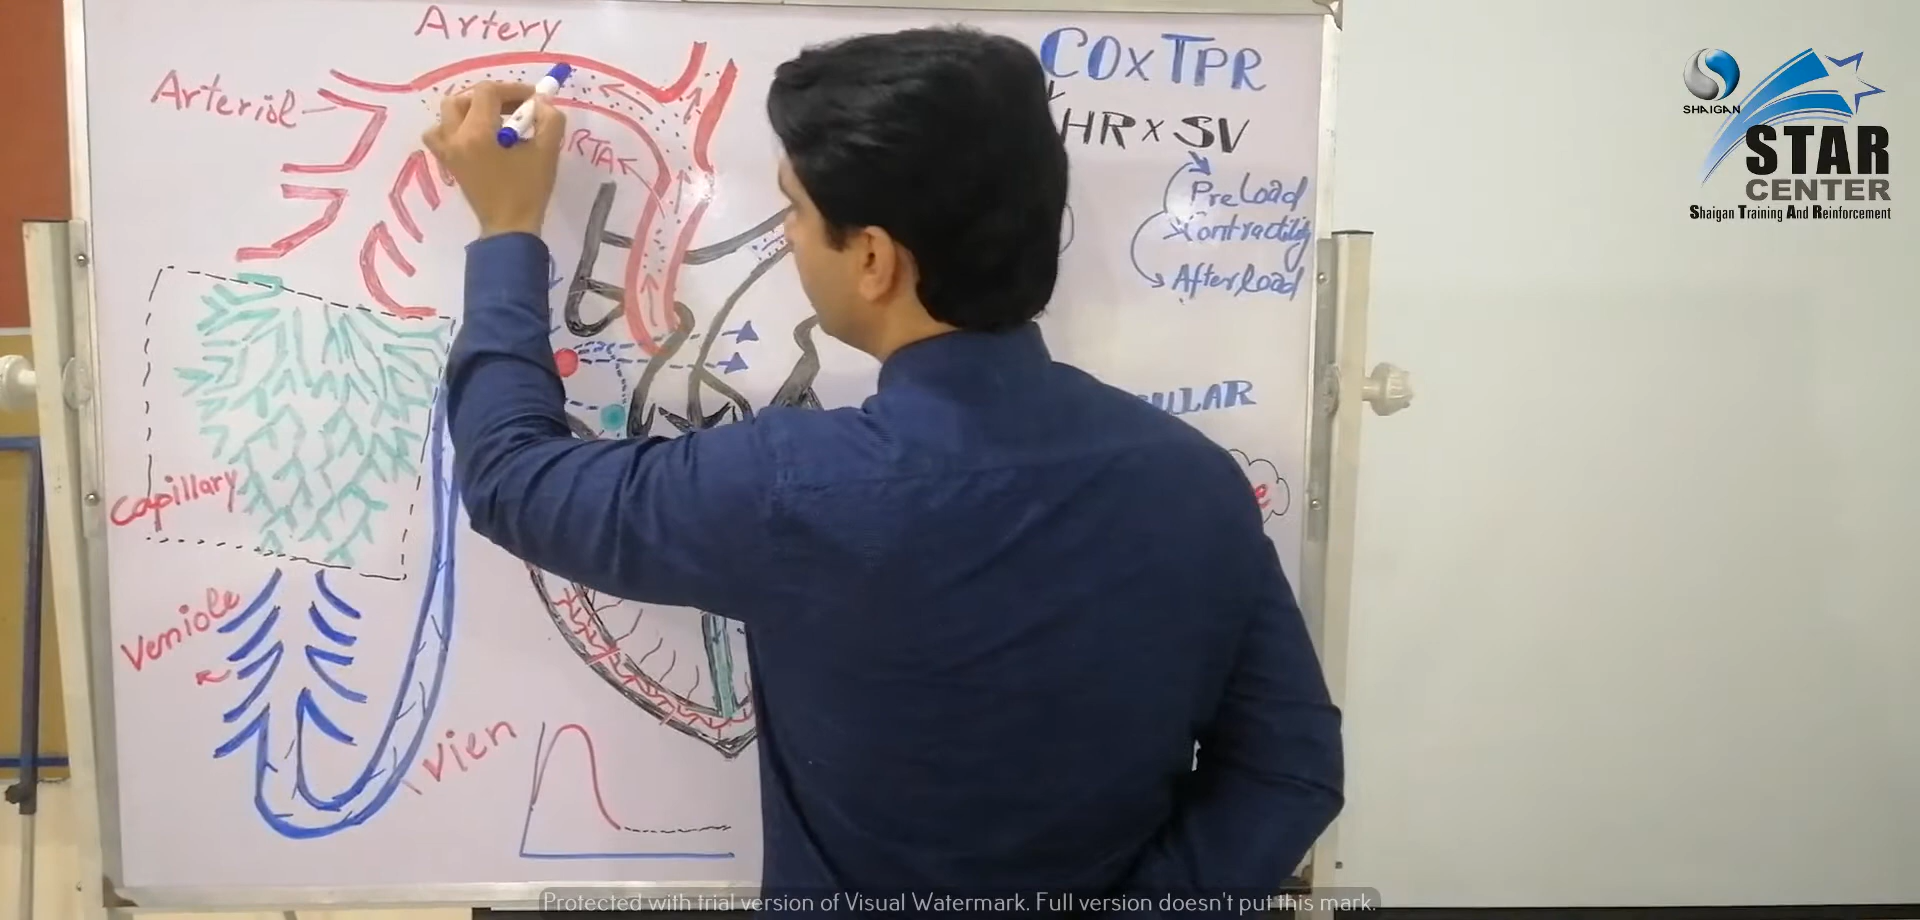 Artery
Arteriol
CO x TPR
HR x SV
PreLoad
Contractility
Afterload
Capillary
Veniole
Vien
SHAIGAN
STAR
CENTER
Shaigan Training And Reinforcement
Protected with trial version of Visual Watermark. Full version doesn't put this mark.